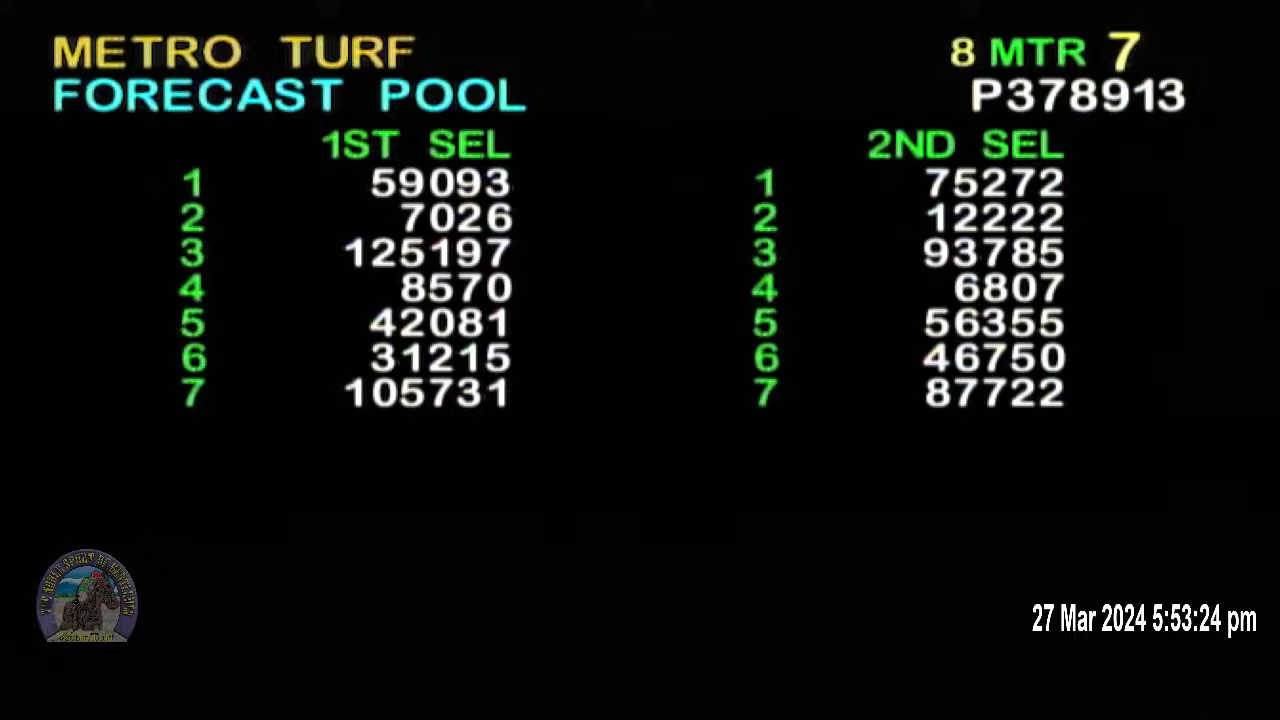 METRO TURF 8 MTR 7
FORECAST POOL P378913
1ST SEL 2ND SEL
1 59093 1 75272
2 7026 2 12222
3 125197 3 93785
4 8570 4 6807
5 42081 5 56355
6 31215 6 46750
7 105731 7 87722
27 Mar 2024 5:53:24 pm